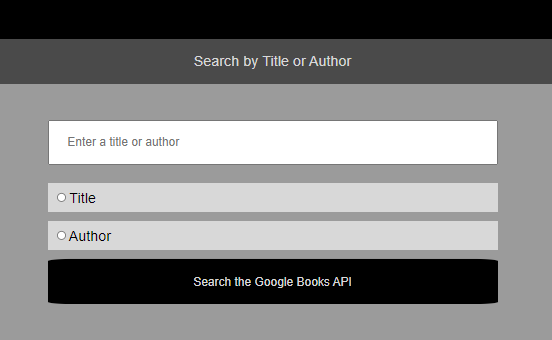 Search by Title or Author
Enter a title or author
Title
Author
Search the Google Books API